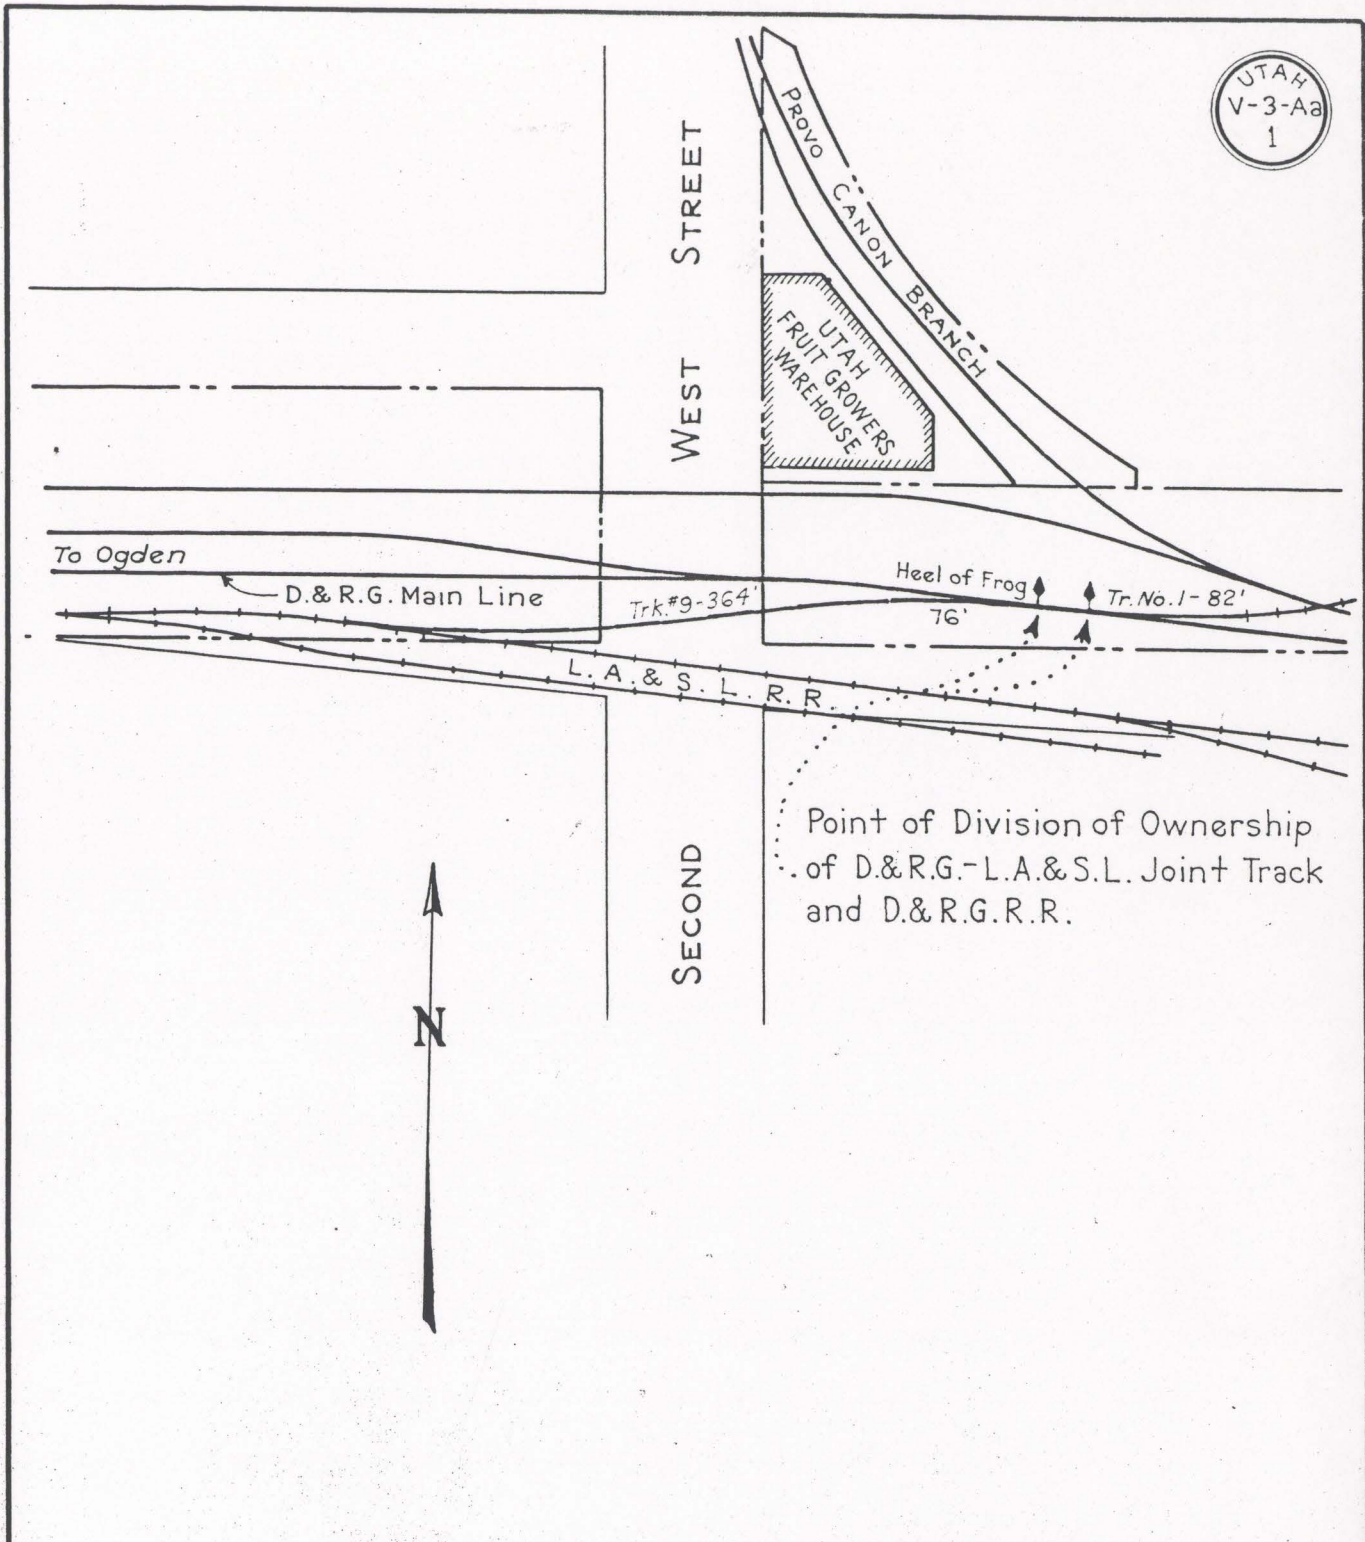 UTAH
V-3-Aa
1
PROVO CANON BRANCH
UTAH
FRUIT GROWERS
WAREHOUSE
SECOND WEST STREET
To Ogden
D.&R.G. Main Line
Trk.#9-364'
Heel of Frog
76'
Tr. No. 1-82'
L. A. & S. L. R. R.
Point of Division of Ownership
of D.&R.G.-L.A.&S.L. Joint Track
and D.&R.G.R.R.
N